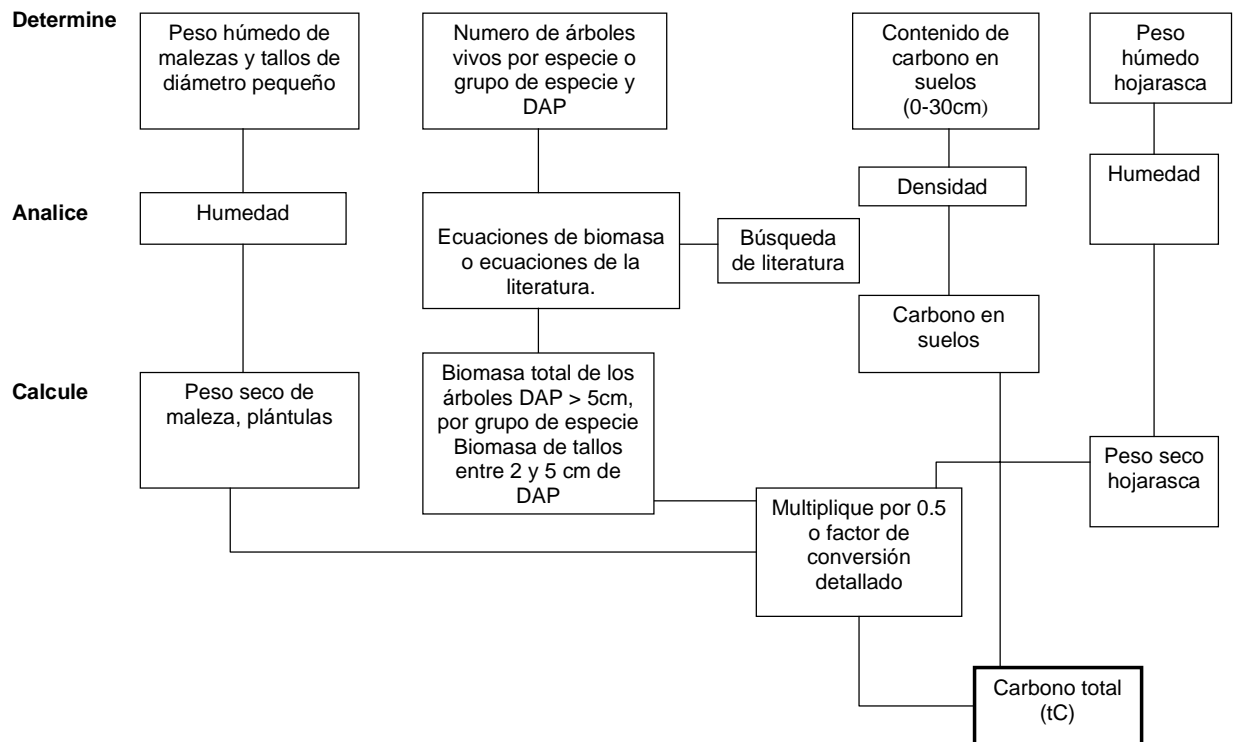 Determine
Peso húmedo de
malezas y tallos de
diámetro pequeño
Numero de árboles
vivos por especie o
grupo de especie y
DAP
Contenido de
carbono en
suelos
(0-30cm)
Peso
húmedo
hojarasca
Analice
Humedad
Ecuaciones de biomasa
o ecuaciones de la
literatura.
Búsqueda
de literatura
Densidad
Humedad
Carbono en
suelos
Calcule
Peso seco de
maleza, plántulas
Biomasa total de los
árboles DAP > 5cm,
por grupo de especie
Biomasa de tallos
entre 2 y 5 cm de
DAP
Peso seco
hojarasca
Multiplique por 0.5
o factor de
conversión
detallado
Carbono total
(tC)